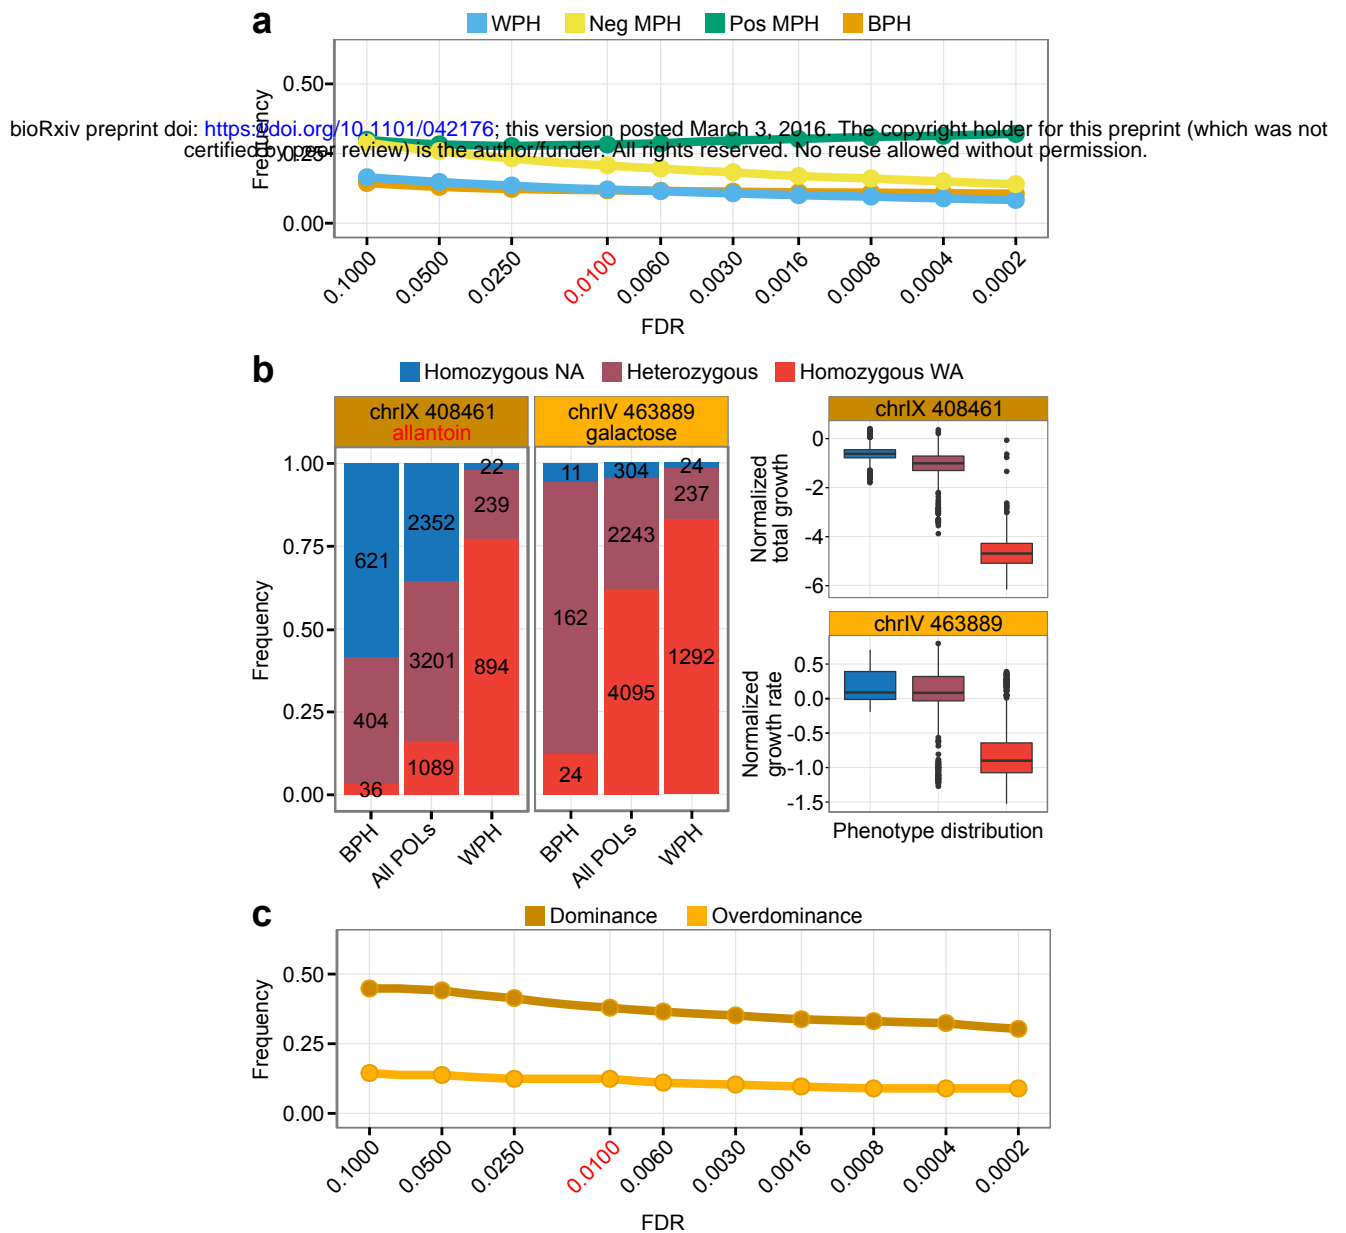 a
WPH Neg MPH Pos MPH BPH
Frequency
0.50
0.25
0.00
bioRxiv preprint doi: https://doi.org/10.1101/042176; this version posted March 3, 2016. The copyright holder for this preprint (which was not
certified by peer review) is the author/funder. All rights reserved. No reuse allowed without permission.
0.1000 0.0500 0.0250 0.0100 0.0060 0.0030 0.0016 0.0008 0.0004 0.0002
FDR
b
Homozygous NA Heterozygous Homozygous WA
chrIX 408461
allantoin
chrIV 463889
galactose
Frequency
1.00
0.75
0.50
0.25
0.00
621
404
36
2352
3201
1089
22
239
894
11
162
24
304
2243
4095
24
237
1292
BPH All POLs WPH
BPH All POLs WPH
chrIX 408461
Normalized
total growth
0
-2
-4
-6
chrIV 463889
Normalized
growth rate
0.5
0.0
-0.5
-1.0
-1.5
Phenotype distribution
c
Dominance Overdominance
Frequency
0.50
0.25
0.00
0.1000 0.0500 0.0250 0.0100 0.0060 0.0030 0.0016 0.0008 0.0004 0.0002
FDR